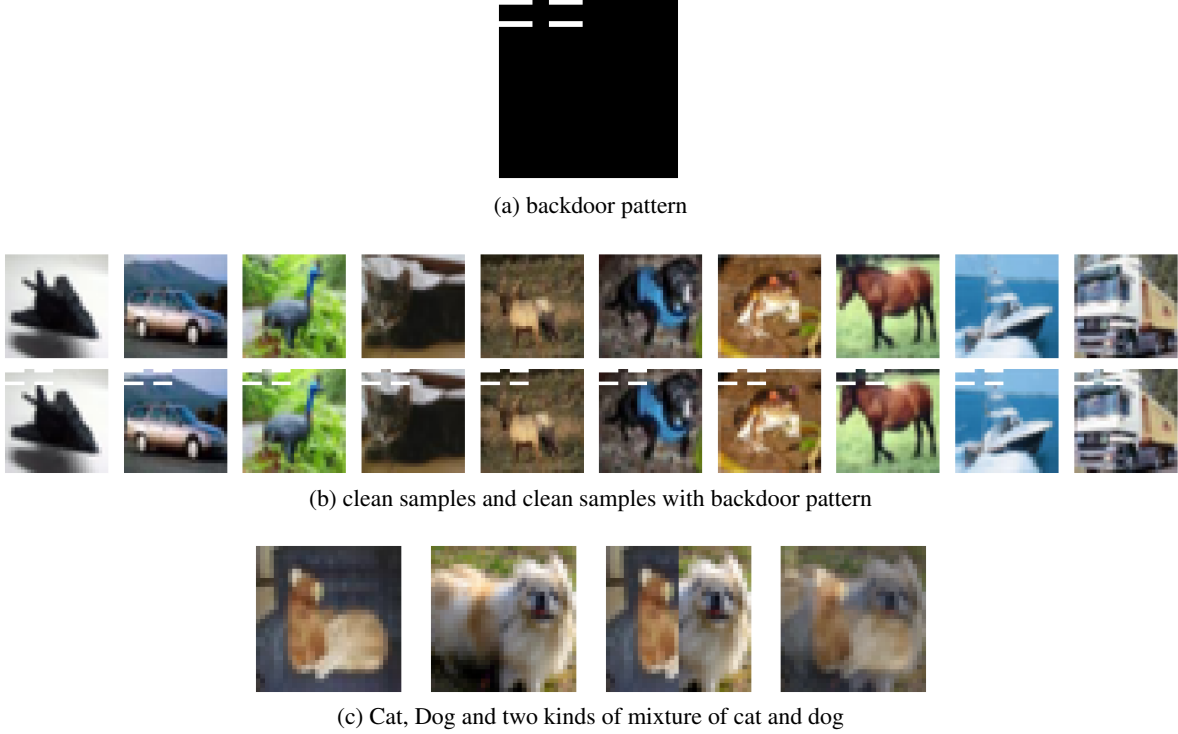 (a) backdoor pattern
(b) clean samples and clean samples with backdoor pattern
(c) Cat, Dog and two kinds of mixture of cat and dog